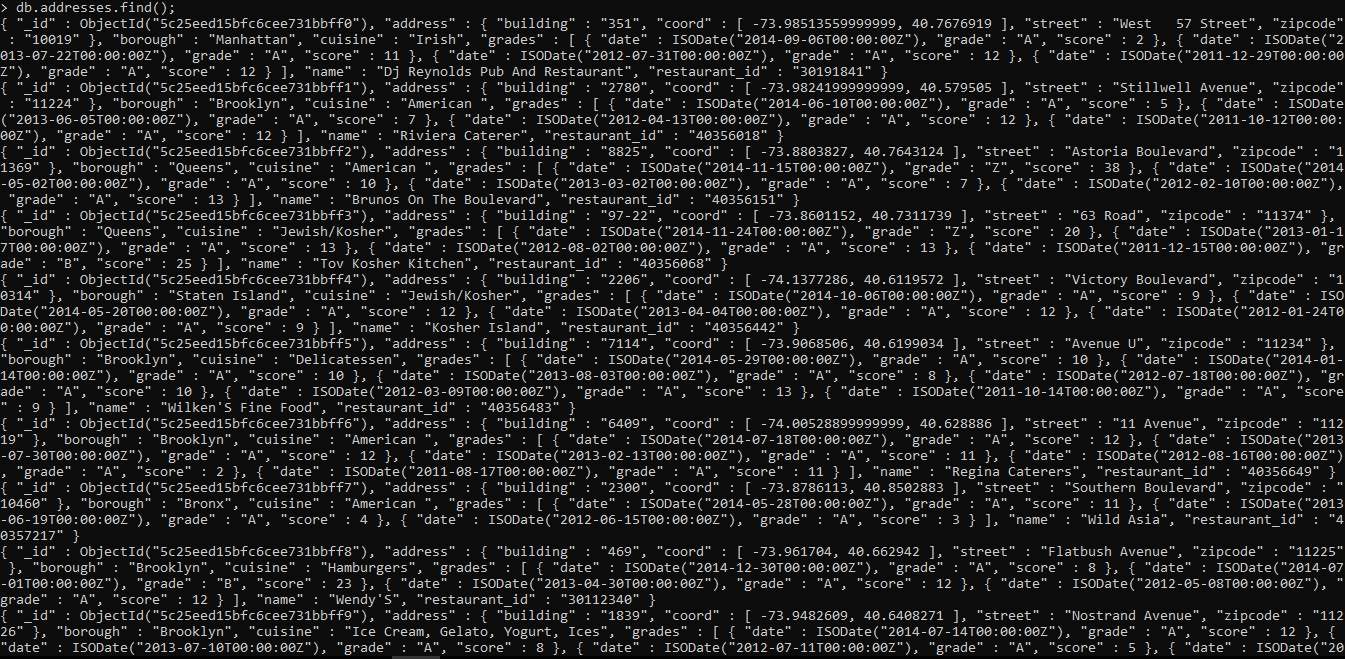 > db.addresses.find();
{ "_id" : ObjectId("5c25eed15bfc6cee731bbff0"), "address" : { "building" : "351", "coord" : [ -73.98513559999999, 40.7676919 ], "street" : "West   57 Street", "zipcode"
 : "10019" }, "borough" : "Manhattan", "cuisine" : "Irish", "grades" : [ { "date" : ISODate("2014-09-06T00:00:00Z"), "grade" : "A", "score" : 2 }, { "date" : ISODate("2
013-07-22T00:00:00Z"), "grade" : "A", "score" : 11 }, { "date" : ISODate("2012-07-31T00:00:00Z"), "grade" : "A", "score" : 12 }, { "date" : ISODate("2011-12-29T00:00:00
Z"), "grade" : "A", "score" : 12 } ], "name" : "Dj Reynolds Pub And Restaurant", "restaurant_id" : "30191841" }
{ "_id" : ObjectId("5c25eed15bfc6cee731bbff1"), "address" : { "building" : "2780", "coord" : [ -73.98241999999999, 40.579505 ], "street" : "Stillwell Avenue", "zipcode"
 : "11224" }, "borough" : "Brooklyn", "cuisine" : "American ", "grades" : [ { "date" : ISODate("2014-06-10T00:00:00Z"), "grade" : "A", "score" : 5 }, { "date" : ISODate
("2013-06-05T00:00:00Z"), "grade" : "A", "score" : 7 }, { "date" : ISODate("2012-04-13T00:00:00Z"), "grade" : "A", "score" : 12 }, { "date" : ISODate("2011-10-12T00:00:
00Z"), "grade" : "A", "score" : 12 } ], "name" : "Riviera Caterer", "restaurant_id" : "40356018" }
{ "_id" : ObjectId("5c25eed15bfc6cee731bbff2"), "address" : { "building" : "8825", "coord" : [ -73.8803827, 40.7643124 ], "street" : "Astoria Boulevard", "zipcode" : "1
1369" }, "borough" : "Queens", "cuisine" : "American ", "grades" : [ { "date" : ISODate("2014-11-15T00:00:00Z"), "grade" : "Z", "score" : 38 }, { "date" : ISODate("2014
-05-02T00:00:00Z"), "grade" : "A", "score" : 10 }, { "date" : ISODate("2013-03-02T00:00:00Z"), "grade" : "A", "score" : 7 }, { "date" : ISODate("2012-02-10T00:00:00Z"),
 "grade" : "A", "score" : 13 } ], "name" : "Brunos On The Boulevard", "restaurant_id" : "40356151" }
{ "_id" : ObjectId("5c25eed15bfc6cee731bbff3"), "address" : { "building" : "97-22", "coord" : [ -73.8601152, 40.7311739 ], "street" : "63 Road", "zipcode" : "11374" },
"borough" : "Queens", "cuisine" : "Jewish/Kosher", "grades" : [ { "date" : ISODate("2014-11-24T00:00:00Z"), "grade" : "Z", "score" : 20 }, { "date" : ISODate("2013-01-1
7T00:00:00Z"), "grade" : "A", "score" : 13 }, { "date" : ISODate("2012-08-02T00:00:00Z"), "grade" : "A", "score" : 13 }, { "date" : ISODate("2011-12-15T00:00:00Z"), "gr
ade" : "B", "score" : 25 } ], "name" : "Tov Kosher Kitchen", "restaurant_id" : "40356068" }
{ "_id" : ObjectId("5c25eed15bfc6cee731bbff4"), "address" : { "building" : "2206", "coord" : [ -74.1377286, 40.6119572 ], "street" : "Victory Boulevard", "zipcode" : "1
0314" }, "borough" : "Staten Island", "cuisine" : "Jewish/Kosher", "grades" : [ { "date" : ISODate("2014-10-06T00:00:00Z"), "grade" : "A", "score" : 9 }, { "date" : ISO
Date("2014-05-20T00:00:00Z"), "grade" : "A", "score" : 12 }, { "date" : ISODate("2013-04-04T00:00:00Z"), "grade" : "A", "score" : 12 }, { "date" : ISODate("2012-01-24T0
0:00:00Z"), "grade" : "A", "score" : 9 } ], "name" : "Kosher Island", "restaurant_id" : "40356442" }
{ "_id" : ObjectId("5c25eed15bfc6cee731bbff5"), "address" : { "building" : "7114", "coord" : [ -73.9068506, 40.6199034 ], "street" : "Avenue U", "zipcode" : "11234" },
"borough" : "Brooklyn", "cuisine" : "Delicatessen", "grades" : [ { "date" : ISODate("2014-05-29T00:00:00Z"), "grade" : "A", "score" : 10 }, { "date" : ISODate("2014-01-
14T00:00:00Z"), "grade" : "A", "score" : 10 }, { "date" : ISODate("2013-08-03T00:00:00Z"), "grade" : "A", "score" : 8 }, { "date" : ISODate("2012-07-18T00:00:00Z"), "gr
ade" : "A", "score" : 10 }, { "date" : ISODate("2012-03-09T00:00:00Z"), "grade" : "A", "score" : 13 }, { "date" : ISODate("2011-10-14T00:00:00Z"), "grade" : "A", "score
" : 9 } ], "name" : "Wilken'S Fine Food", "restaurant_id" : "40356483" }
{ "_id" : ObjectId("5c25eed15bfc6cee731bbff6"), "address" : { "building" : "6409", "coord" : [ -74.00528899999999, 40.628886 ], "street" : "11 Avenue", "zipcode" : "112
19" }, "borough" : "Brooklyn", "cuisine" : "American ", "grades" : [ { "date" : ISODate("2014-07-18T00:00:00Z"), "grade" : "A", "score" : 12 }, { "date" : ISODate("2013
-07-30T00:00:00Z"), "grade" : "A", "score" : 12 }, { "date" : ISODate("2013-02-13T00:00:00Z"), "grade" : "A", "score" : 11 }, { "date" : ISODate("2012-08-16T00:00:00Z")
, "grade" : "A", "score" : 2 }, { "date" : ISODate("2011-08-17T00:00:00Z"), "grade" : "A", "score" : 11 } ], "name" : "Regina Caterers", "restaurant_id" : "40356649" }
{ "_id" : ObjectId("5c25eed15bfc6cee731bbff7"), "address" : { "building" : "2300", "coord" : [ -73.8786113, 40.8502883 ], "street" : "Southern Boulevard", "zipcode" : "
10460" }, "borough" : "Bronx", "cuisine" : "American ", "grades" : [ { "date" : ISODate("2014-05-28T00:00:00Z"), "grade" : "A", "score" : 11 }, { "date" : ISODate("2013
-06-19T00:00:00Z"), "grade" : "A", "score" : 4 }, { "date" : ISODate("2012-06-15T00:00:00Z"), "grade" : "A", "score" : 3 } ], "name" : "Wild Asia", "restaurant_id" : "4
0357217" }
{ "_id" : ObjectId("5c25eed15bfc6cee731bbff8"), "address" : { "building" : "469", "coord" : [ -73.961704, 40.662942 ], "street" : "Flatbush Avenue", "zipcode" : "11225"
 }, "borough" : "Brooklyn", "cuisine" : "Hamburgers", "grades" : [ { "date" : ISODate("2014-12-30T00:00:00Z"), "grade" : "A", "score" : 8 }, { "date" : ISODate("2014-07
-01T00:00:00Z"), "grade" : "B", "score" : 23 }, { "date" : ISODate("2013-04-30T00:00:00Z"), "grade" : "A", "score" : 12 }, { "date" : ISODate("2012-05-08T00:00:00Z"), "
grade" : "A", "score" : 12 } ], "name" : "Wendy'S", "restaurant_id" : "30112340" }
{ "_id" : ObjectId("5c25eed15bfc6cee731bbff9"), "address" : { "building" : "1839", "coord" : [ -73.9482609, 40.6408271 ], "street" : "Nostrand Avenue", "zipcode" : "112
26" }, "borough" : "Brooklyn", "cuisine" : "Ice Cream, Gelato, Yogurt, Ices", "grades" : [ { "date" : ISODate("2014-07-14T00:00:00Z"), "grade" : "A", "score" : 12 }, {
"date" : ISODate("2013-07-10T00:00:00Z"), "grade" : "A", "score" : 8 }, { "date" : ISODate("2012-07-11T00:00:00Z"), "grade" : "A", "score" : 5 }, { "date" : ISODate("20